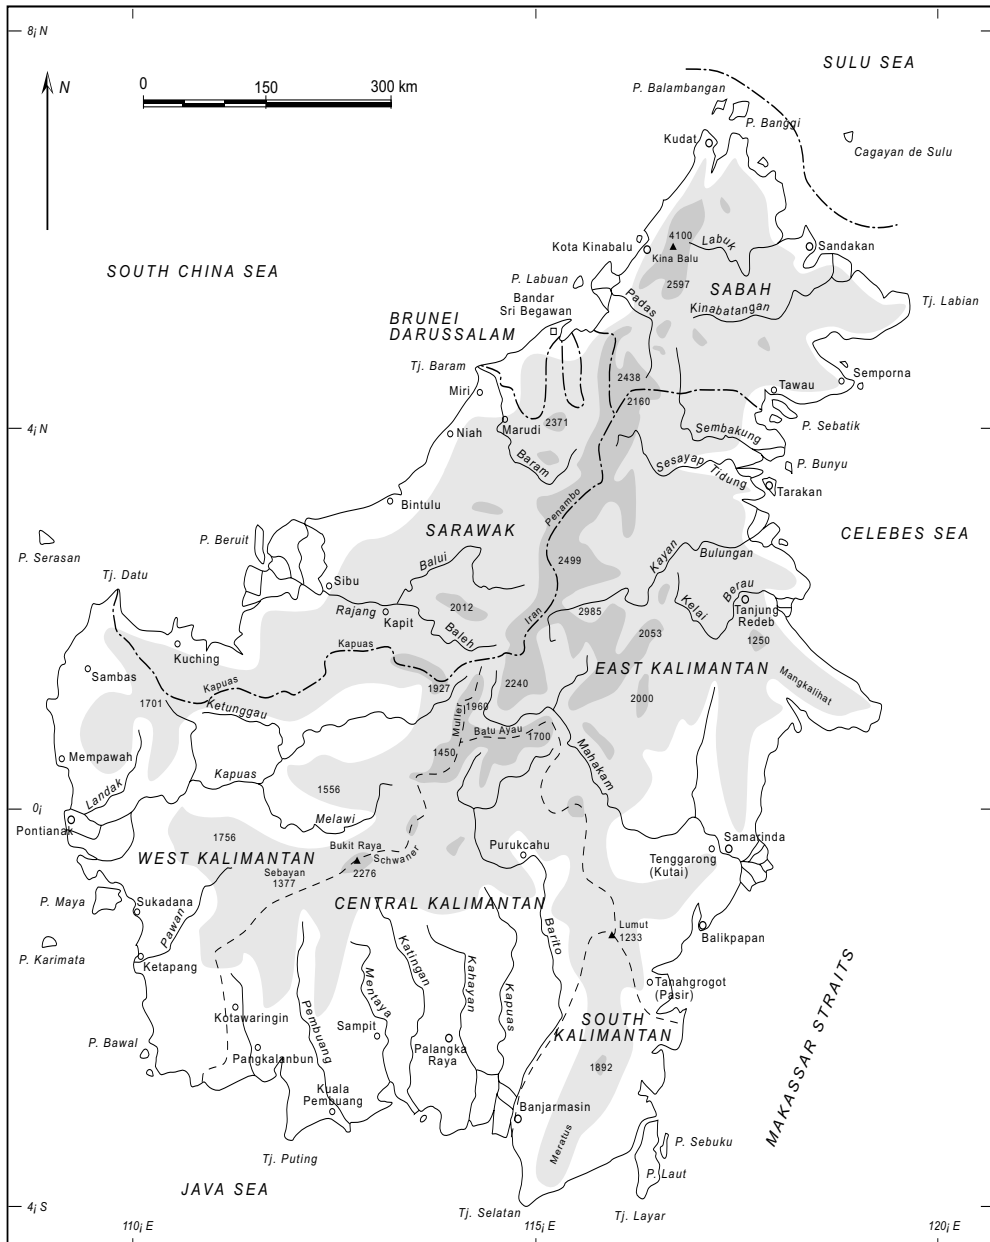 8¡ N
SULU SEA
N
0
150
300 km
P. Balambangan
P. Banggi
Kudat
Cagayan de Sulu
4100
Kota Kinabalu
Labuk
Sandakan
Kina Balu
SOUTH CHINA SEA
P. Labuan
2597
SABAH
Bandar
Sri Begawan
Padas
Kinabatangan
Tj. Labian
BRUNEI
DARUSSALAM
Tj. Baram
2438
Semporna
Miri
Tawau
2160
Marudi
2371
P. Sebatik
4¡ N
Niah
Sembakung
Baram
Sesayap
Tidung
P. Bunyu
Tarakan
Penambo
Bintulu
SARAWAK
CELEBES SEA
P. Beruit
P. Serasan
Balui
2499
Kayan
Bulungan
Tj. Datu
Sibu
Berau
Rajang
2012
Iran
2985
Kelai
Tanjung
Redeb
Kapit
Baleh
2053
1250
Kuching
Kapuas
Sambas
EAST KALIMANTAN
Kapuas
1927
2240
Mangkalihat
1701
Ketunggau
1960
2000
Muller
Batu Ayau
1700
Mempawah
1450
Mahakam
Kapuas
Landak
1556
0¡
Melawi
Pontianak
1756
Bukit Raya
Purukcahu
Samarinda
WEST KALIMANTAN
Schwaner
Tenggarong
(Kutai)
Sebayan
1377
2276
P. Maya
Sukadana
CENTRAL KALIMANTAN
Pawan
Lumut
1233
Balikpapan
P. Karimata
Ketapang
Katingan
Kahayan
Barito
Mentaya
Tanahgrogot
(Pasir)
Kapuas
Kotawaringin
Pembuang
Sampit
SOUTH
KALIMANTAN
MAKASSAR STRAITS
P. Bawal
Pangkalanbun
Palangka
Raya
1892
Kuala
Pembuang
Banjarmasin
Meratus
P. Sebuku
Tj. Puting
P. Laut
JAVA SEA
4¡ S
Tj. Selatan
Tj. Layar
110¡ E
115¡ E
120¡ E